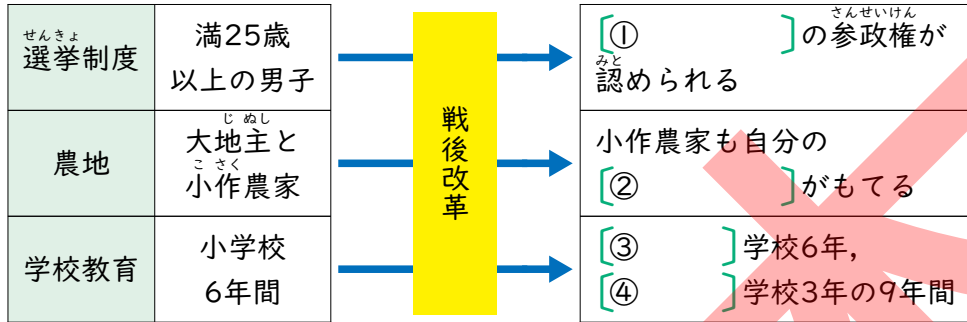 せんきょ
選挙制度
満25歳
以上の男子
さんせいけん
[① ]の参政権が
みと
認められる
農地
じぬし
大地主と
こさく
小作農家
戦後改革
小作農家も自分の
[② ]がもてる
学校教育
小学校
6年間
[③ ]学校6年,
[④ ]学校3年の9年間